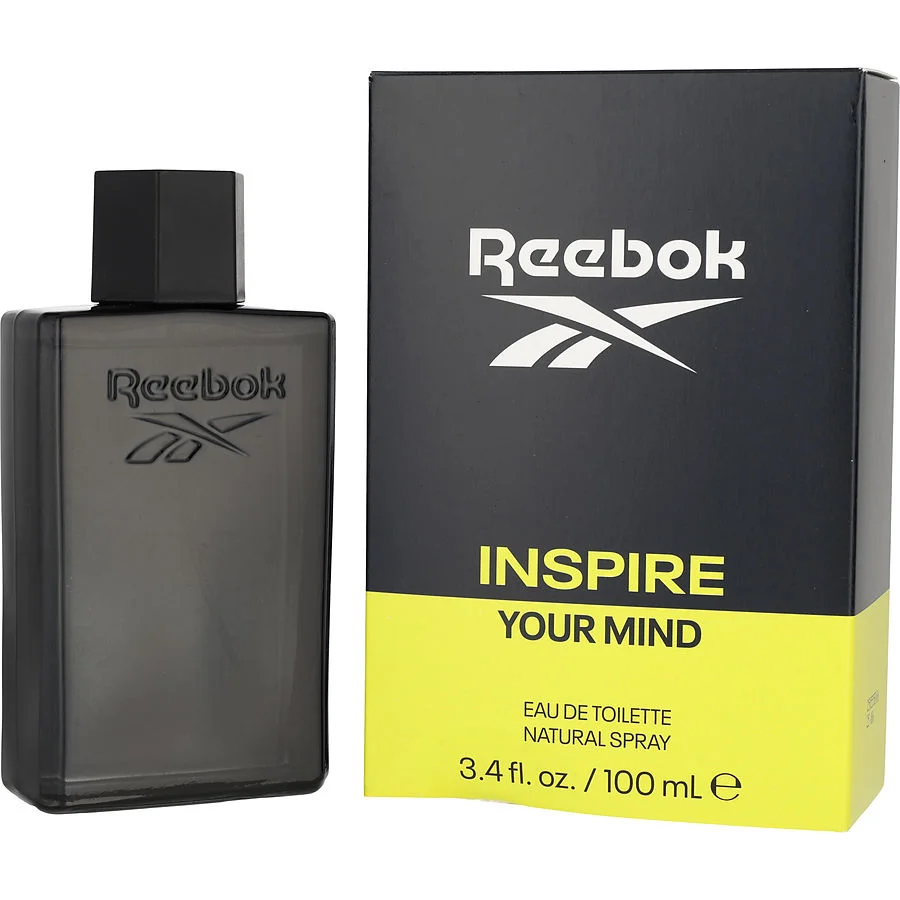 Reebok
Reebok
INSPIRE
YOUR MIND
EAU DE TOILETTE
NATURAL SPRAY
3.4 fl. oz. / 100 mL ℮